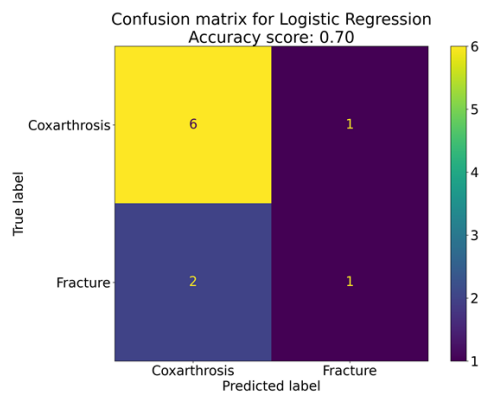 Confusion matrix for Logistic Regression
Accuracy score: 0.70
True label
Coxarthrosis
6
1
Fracture
2
1
Coxarthrosis
Fracture
Predicted label
6
5
4
3
2
1